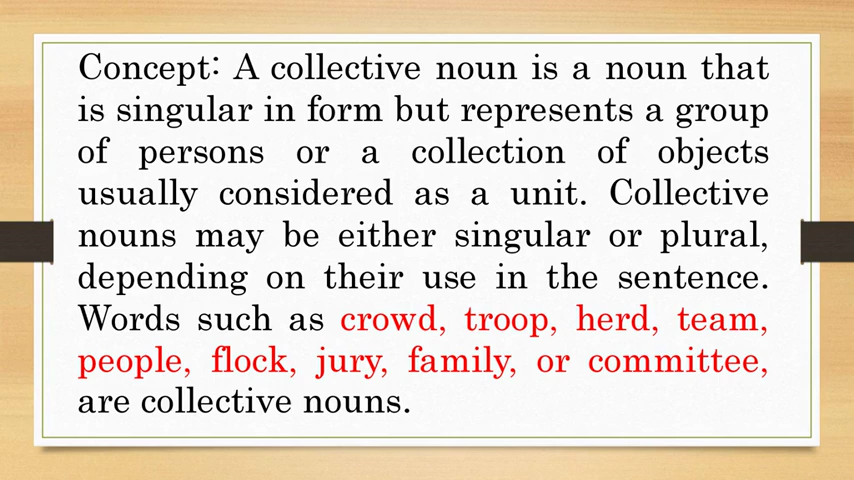 Concept: A collective noun is a noun that
is singular in form but represents a group
of persons or a collection of objects
usually considered as a unit. Collective
nouns may be either singular or plural,
depending on their use in the sentence.
Words such as crowd, troop, herd, team,
people, flock, jury, family, or committee,
are collective nouns.